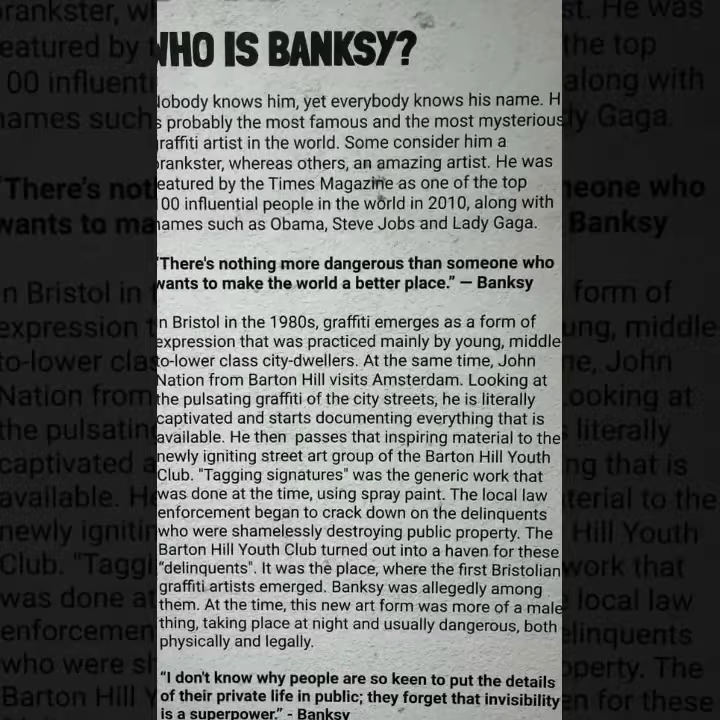 WHO IS BANKSY?
Nobody knows him, yet everybody knows his name. H
s probably the most famous and the most mysterious
graffiti artist in the world. Some consider him a
prankster, whereas others, an amazing artist. He was
eatured by the Times Magazine as one of the top
00 influential people in the world in 2010, along with
names such as Obama, Steve Jobs and Lady Gaga.
"There's nothing more dangerous than someone who
wants to make the world a better place." — Banksy
n Bristol in the 1980s, graffiti emerges as a form of
expression that was practiced mainly by young, middle-
to-lower class city-dwellers. At the same time, John
Nation from Barton Hill visits Amsterdam. Looking at
the pulsating graffiti of the city streets, he is literally
captivated and starts documenting everything that is
available. He then passes that inspiring material to the
newly igniting street art group of the Barton Hill Youth
Club. "Tagging signatures" was the generic work that
was done at the time, using spray paint. The local law
enforcement began to crack down on the delinquents
who were shamelessly destroying public property. The
Barton Hill Youth Club turned out into a haven for these
"delinquents". It was the place, where the first Bristolian
graffiti artists emerged. Banksy was allegedly among
them. At the time, this new art form was more of a male
thing, taking place at night and usually dangerous, both
physically and legally.
"I don't know why people are so keen to put the details
of their private life in public; they forget that invisibility
is a superpower." - Banksy